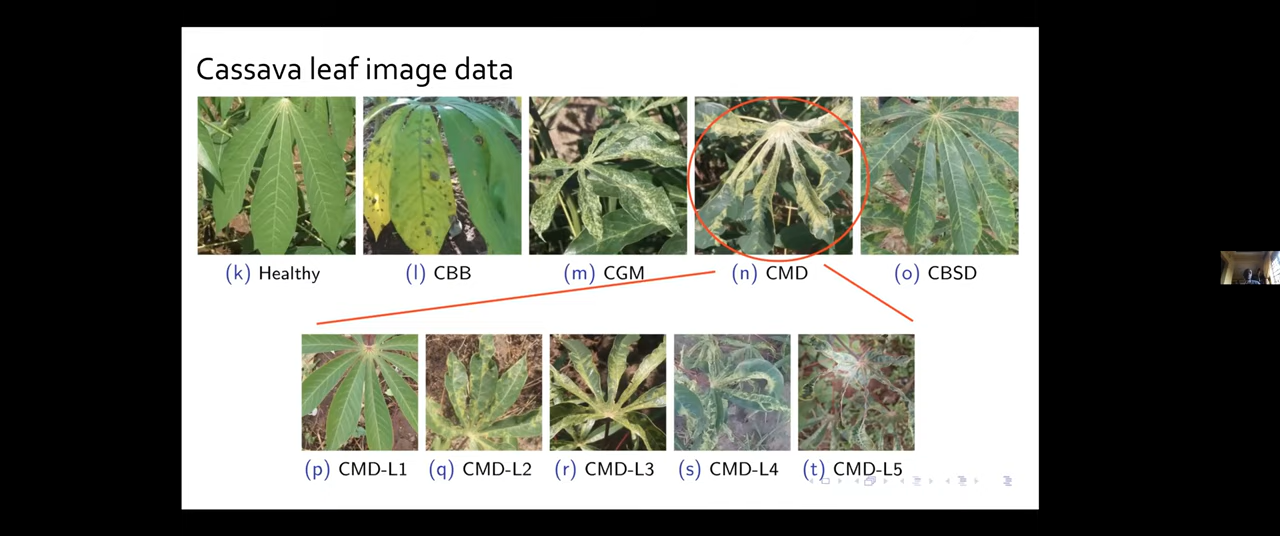 Cassava leaf image data
(k) Healthy
(l) CBB
(m) CGM
(n) CMD
(o) CBSD
(p) CMD-L1
(q) CMD-L2
(r) CMD-L3
(s) CMD-L4
(t) CMD-L5